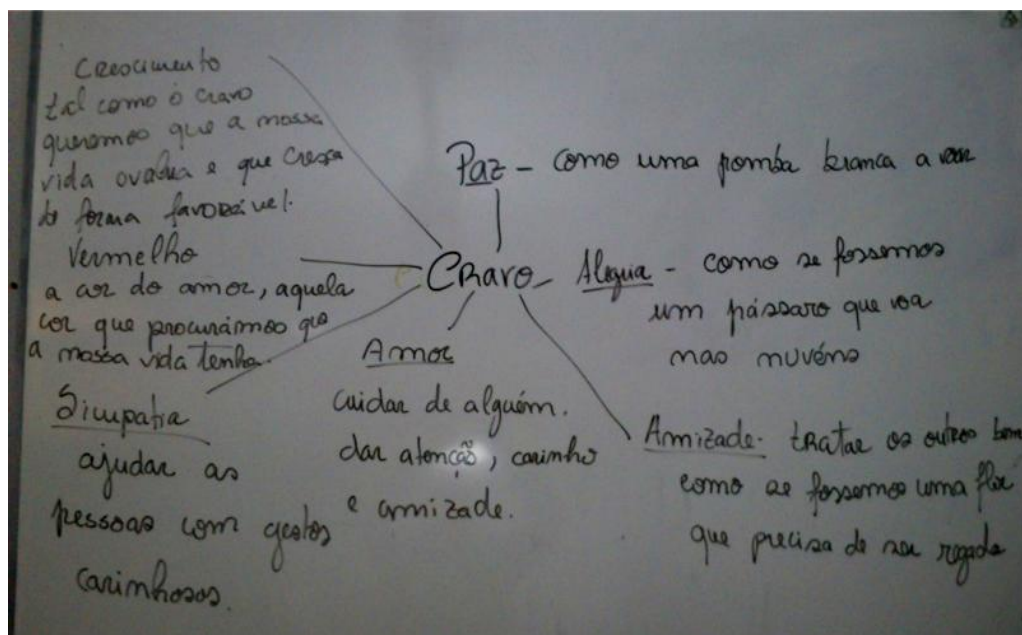 Crescimento
tal como o cravo
queremos que a nossa
vida e que cresça
de forma favorável.
Vermelho
a cor do amor, aquela
cor que procurámos que
a nossa vida tenha.
Simpatia
ajudar as
pessoas com gestos
carinhosos.
Paz - como uma pomba branca a voar
Cravo
Alegria - como se fossemos
um pássaro que voa
nas nuvéns
Amor
cuidar de alguém.
dar atenção, carinho
e amizade.
Amizade - tratar os outros bem
como se fossemos uma flor
que precisa de ser regada